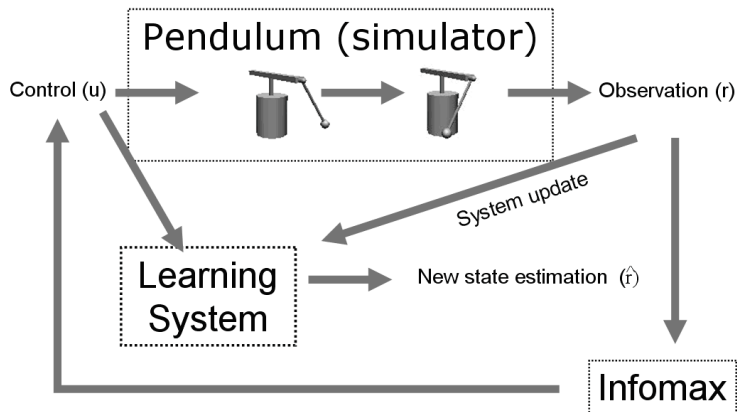 Pendulum (simulator)
Control (u)
Observation (r)
System update
Learning
System
New state estimation (r̂)
Infomax